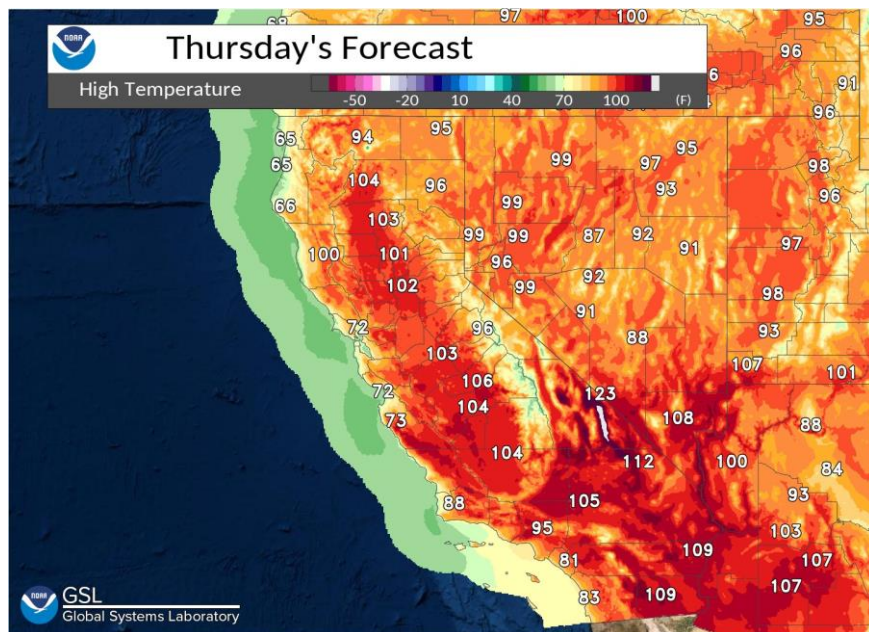 68 97 100 95
NOAA
Thursday's Forecast
96
High Temperature
-50 -20 10 40 70 100 (F)
91
96
65 94 95 99 95
65 97 98
104 96 93 96
66 103 99
100 101 99 99 87 92 91 97
96
102 99 92 98
72 96 91 88 93
103 107 101
72 106 123
73 104 108 88
104 112 100 84
88 105 93
95 103
81 109 107
83 109 107
NOAA
GSL
Global Systems Laboratory